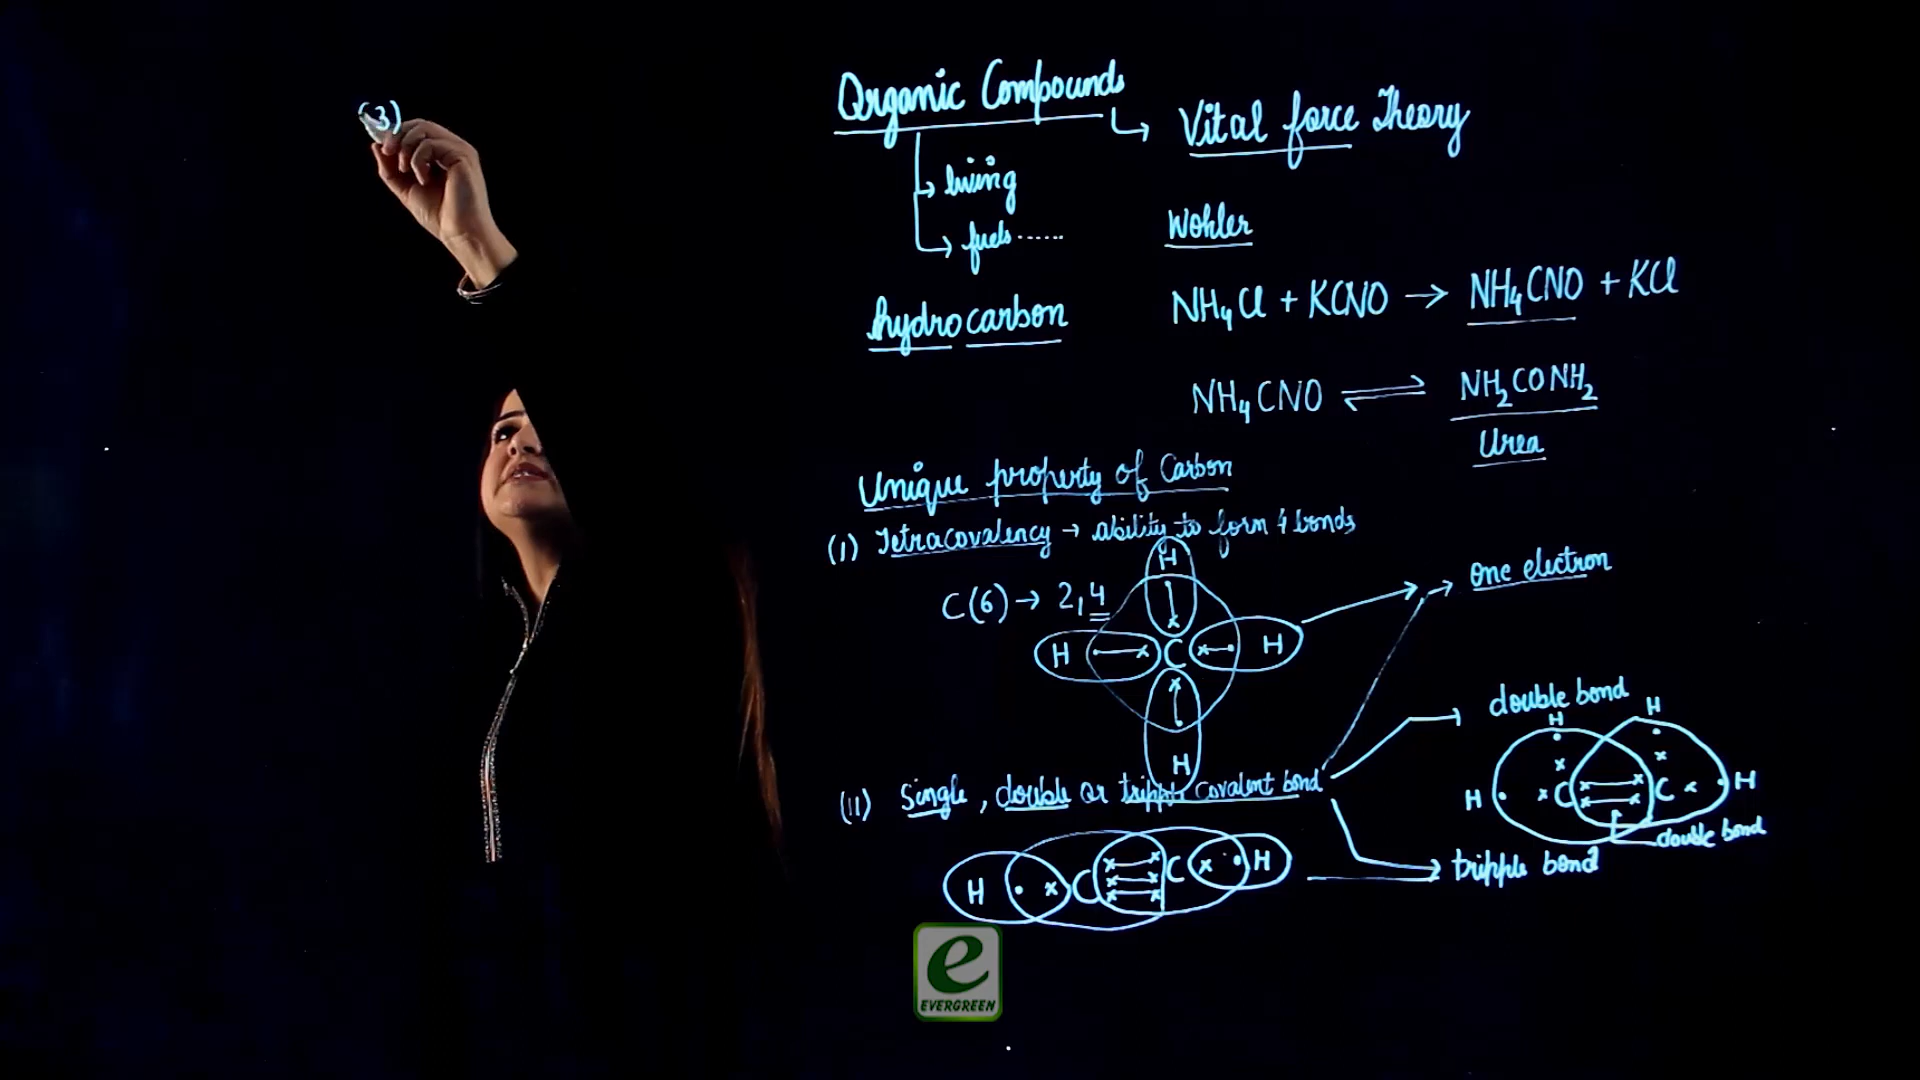 (3)
Organic Compounds
↳ Vital force Theory
→ living
→ fuels ......
Wohler
hydrocarbon
NH₄Cl + KCNO → NH₄CNO + KCl
NH₄CNO ⇌ NH₂CONH₂
Urea
Unique property of Carbon
(I) Tetracovalency → ability to form 4 bonds
C(6) → 2,4
H
H C H
H
→ one electron
(II) Single, double or tripple covalent bond
double bond
H H
H C C H
double bond
tripple bond
H C C H
e
EVERGREEN